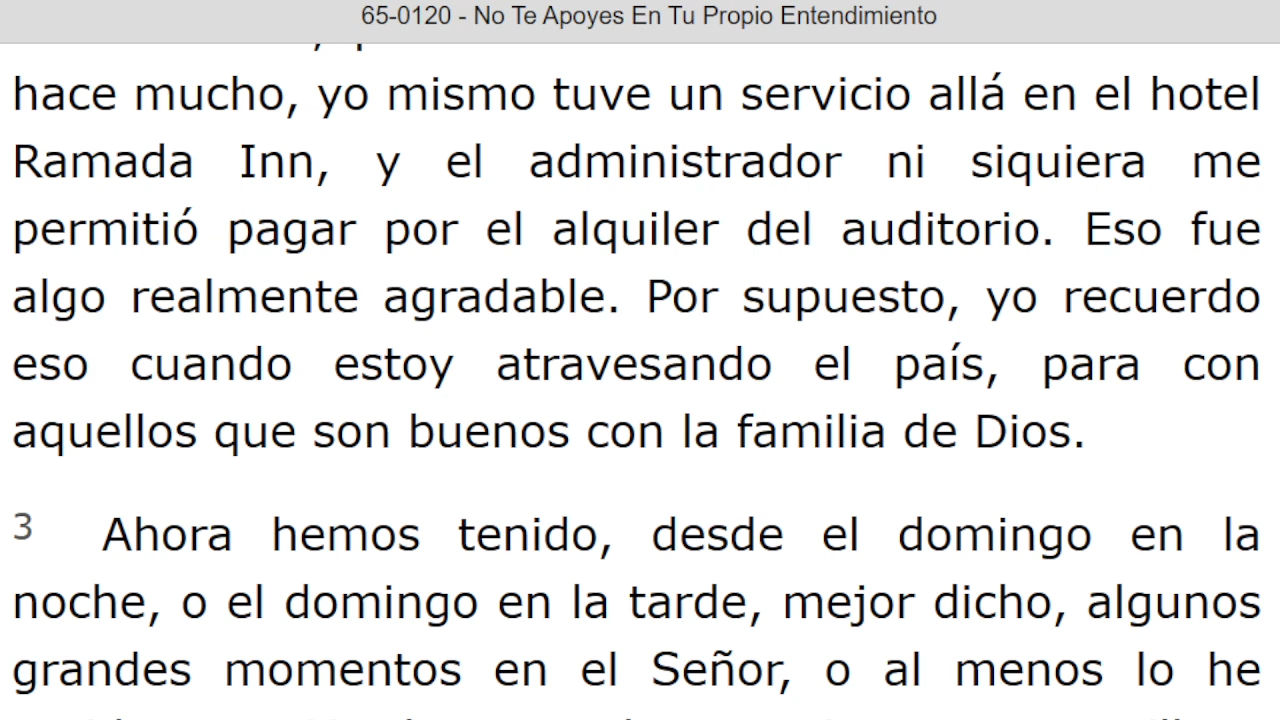 65-0120 - No Te Apoyes En Tu Propio Entendimiento
hace mucho, yo mismo tuve un servicio allá en el hotel
Ramada Inn, y el administrador ni siquiera me
permitió pagar por el alquiler del auditorio. Eso fue
algo realmente agradable. Por supuesto, yo recuerdo
eso cuando estoy atravesando el país, para con
aquellos que son buenos con la familia de Dios.
3 Ahora hemos tenido, desde el domingo en la
noche, o el domingo en la tarde, mejor dicho, algunos
grandes momentos en el Señor, o al menos lo he